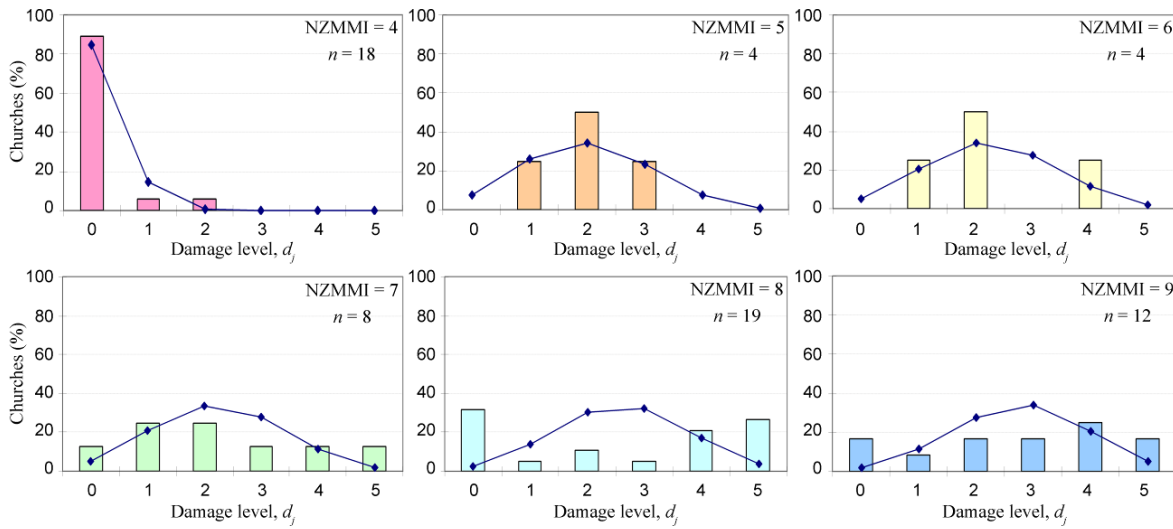 100
80
60
40
20
0
Churches (%)
NZMMI = 4
n = 18
0 1 2 3 4 5
Damage level, dj
100
80
60
40
20
0
NZMMI = 5
n = 4
0 1 2 3 4 5
Damage level, dj
100
80
60
40
20
0
NZMMI = 6
n = 4
0 1 2 3 4 5
Damage level, dj
100
80
60
40
20
0
Churches (%)
NZMMI = 7
n = 8
0 1 2 3 4 5
Damage level, dj
100
80
60
40
20
0
NZMMI = 8
n = 19
0 1 2 3 4 5
Damage level, dj
100
80
60
40
20
0
NZMMI = 9
n = 12
0 1 2 3 4 5
Damage level, dj